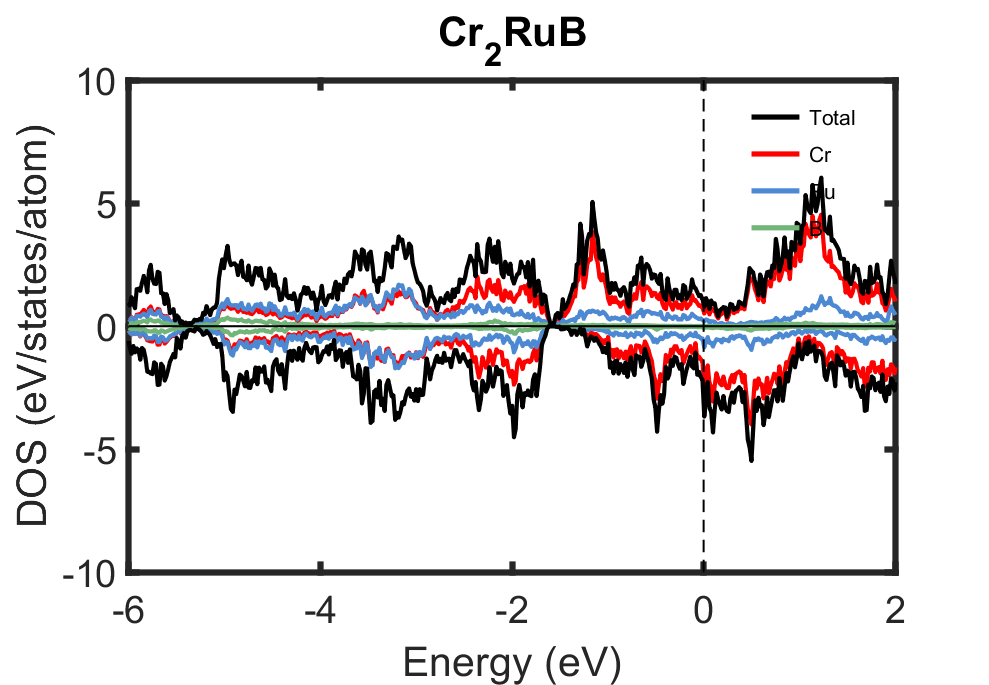 Cr2RuB
DOS (eV/states/atom)
10
5
0
-5
-10
Total
Cr
Ru
B
-6 -4 -2 0 2
Energy (eV)